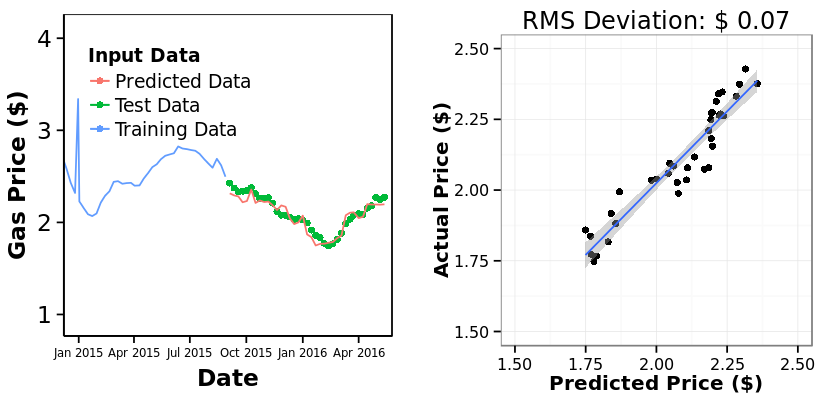 4
3
2
1
Gas Price ($)
Input Data
Predicted Data
Test Data
Training Data
Jan 2015 Apr 2015 Jul 2015 Oct 2015 Jan 2016 Apr 2016
Date
RMS Deviation: $ 0.07
2.50
2.25
2.00
1.75
1.50
Actual Price ($)
1.50 1.75 2.00 2.25 2.50
Predicted Price ($)